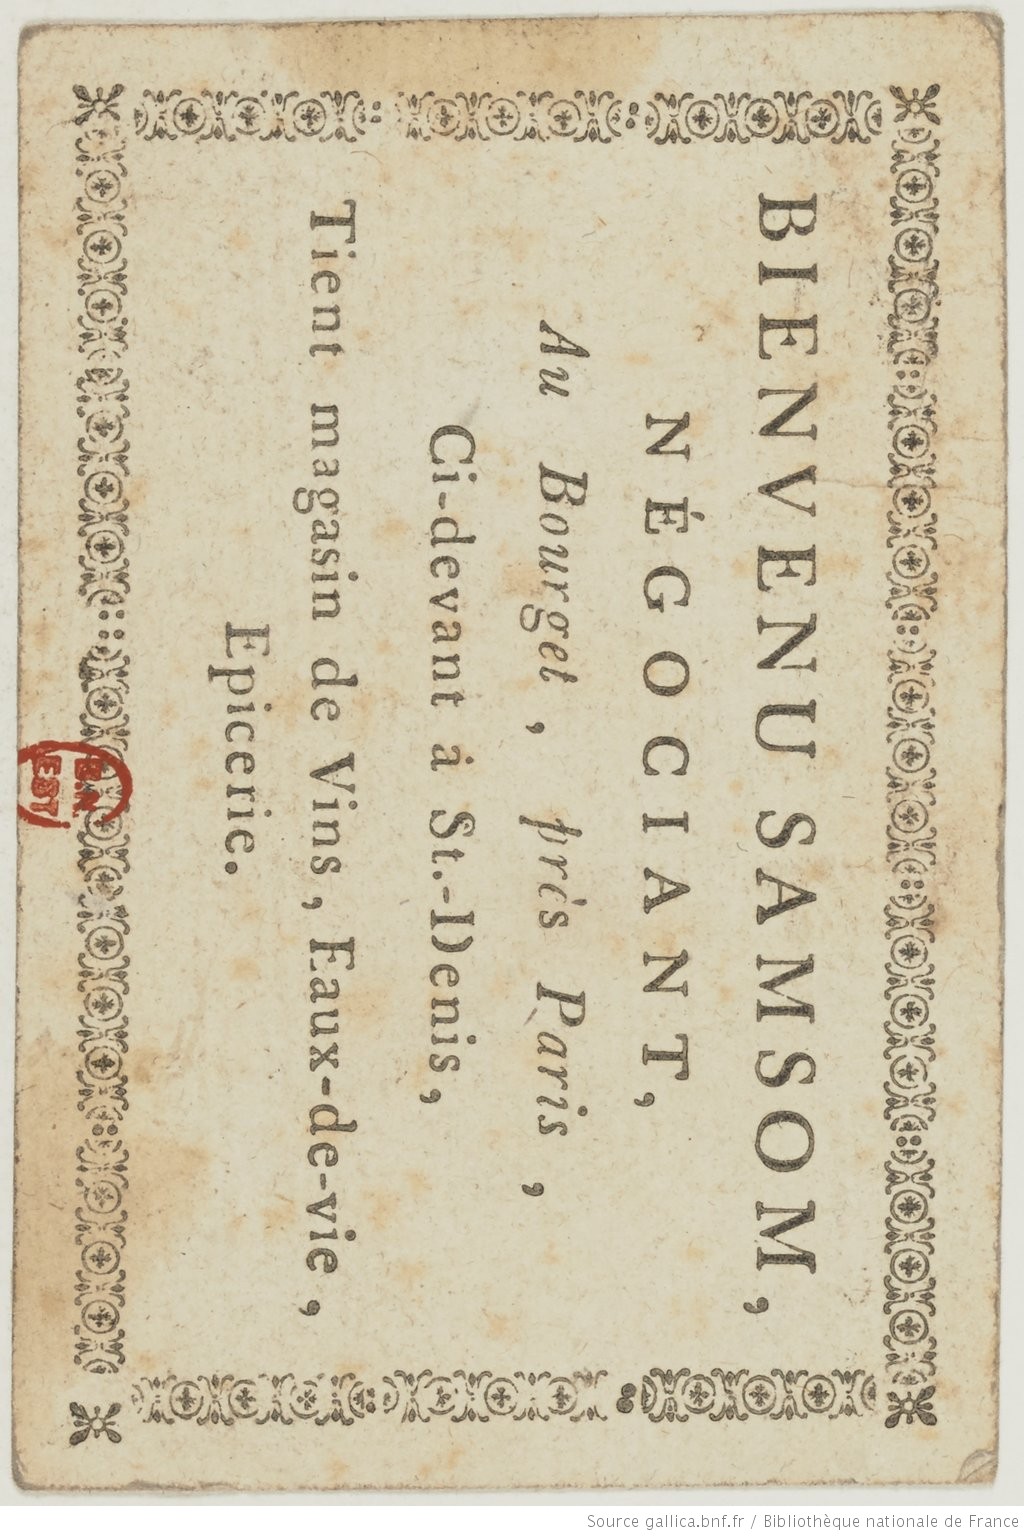 BIENVENU SAMSOM,
NÉGOCIANT,
Au Bourget, près Paris,
Ci-devant à St.-Denis,
Tient magasin de Vins, Eaux-de-vie,
Epicerie.
BN
EST
Source gallica.bnf.fr / Bibliothèque nationale de France